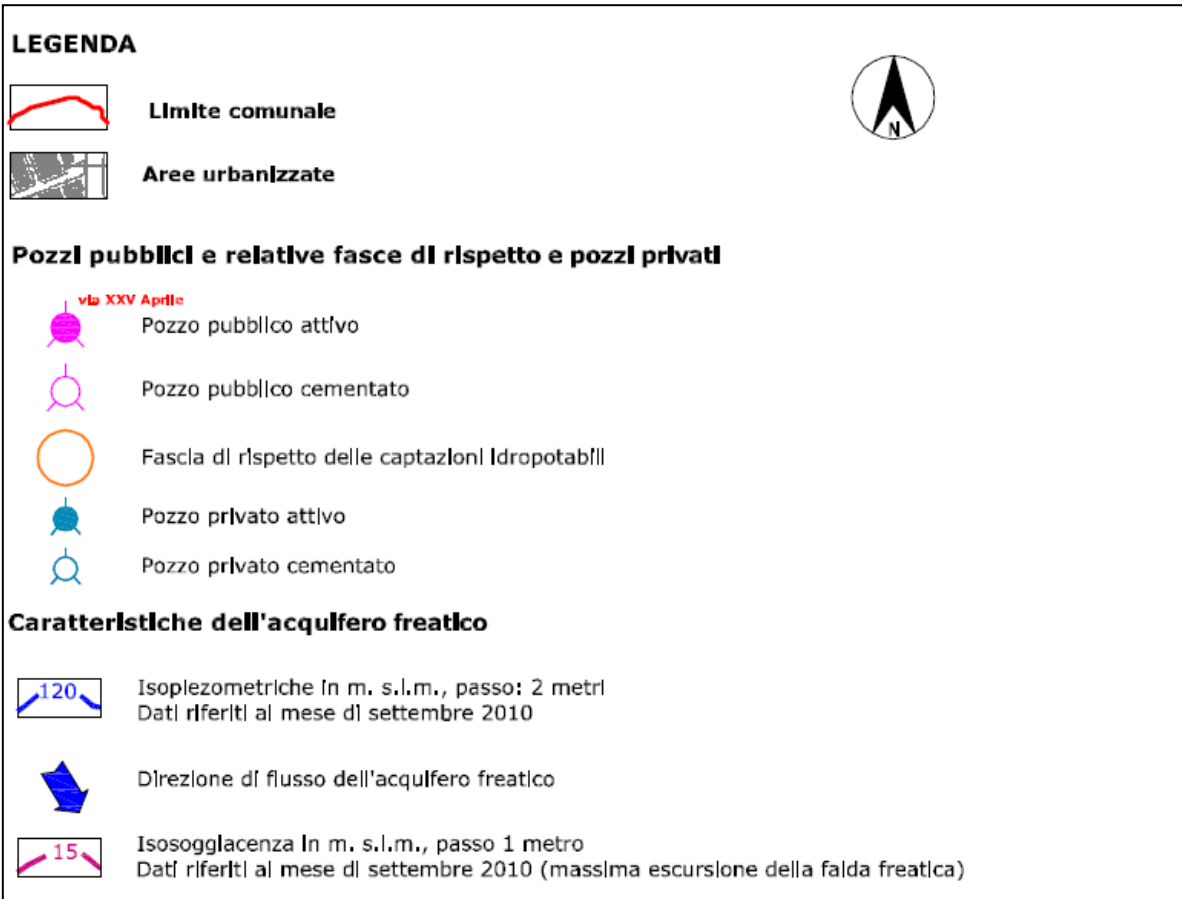 LEGENDA
N
Limite comunale
Aree urbanizzate
Pozzi pubblici e relative fasce di rispetto e pozzi privati
via XXV Aprile
Pozzo pubblico attivo
Pozzo pubblico cementato
Fascia di rispetto delle captazioni idropotabili
Pozzo privato attivo
Pozzo privato cementato
Caratteristiche dell'acquifero freatico
120
Isopiezometriche in m. s.l.m., passo: 2 metri
Dati riferiti al mese di settembre 2010
Direzione di flusso dell'acquifero freatico
15
Isosoggiacenza in m. s.l.m., passo 1 metro
Dati riferiti al mese di settembre 2010 (massima escursione della falda freatica)